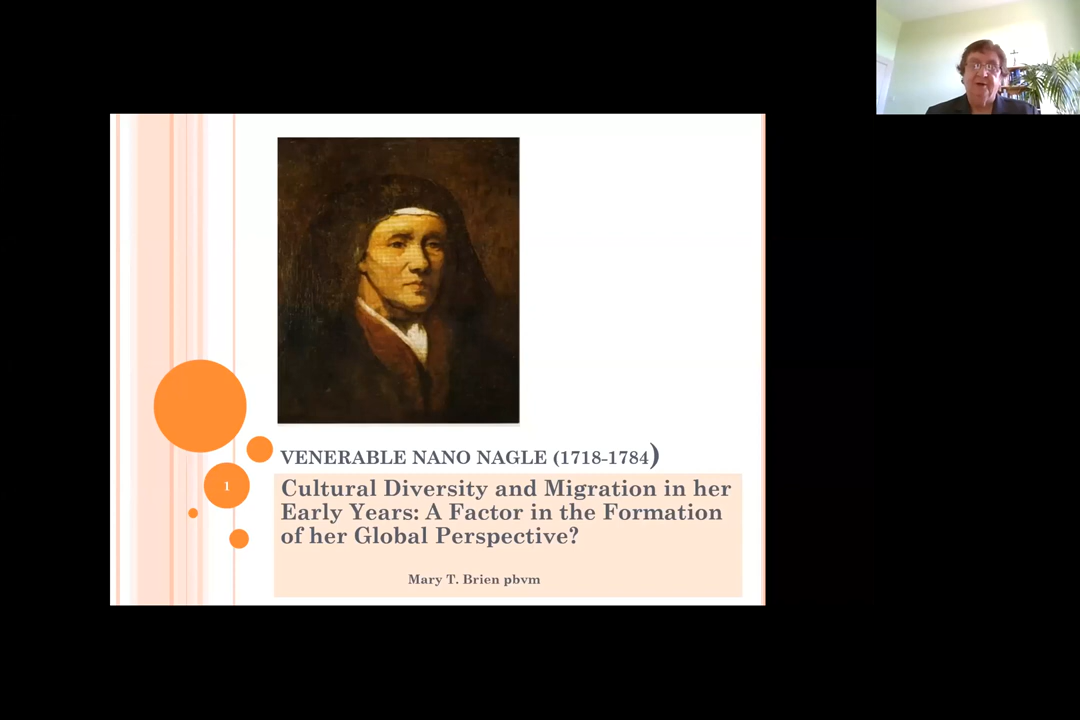 VENERABLE NANO NAGLE (1718-1784)
1
Cultural Diversity and Migration in her
Early Years: A Factor in the Formation
of her Global Perspective?
Mary T. Brien pbvm